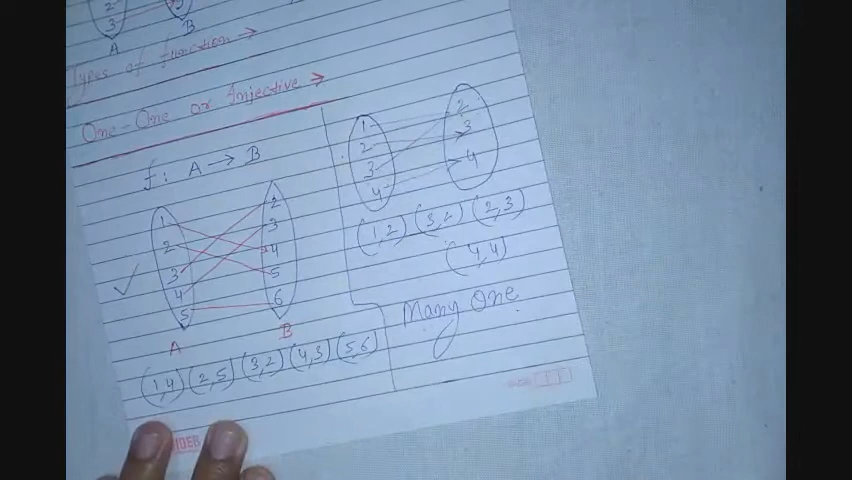 2
3
A
B
Types of function →
One-One or Injective →
f: A → B
1
2
3
4
5
2
3
4
5
6
A
B
(1,4) (2,5) (3,2) (4,3) (5,6)
1
2
3
4
2
3
4
(1,2) (3,2) (2,3)
(4,4)
Many One